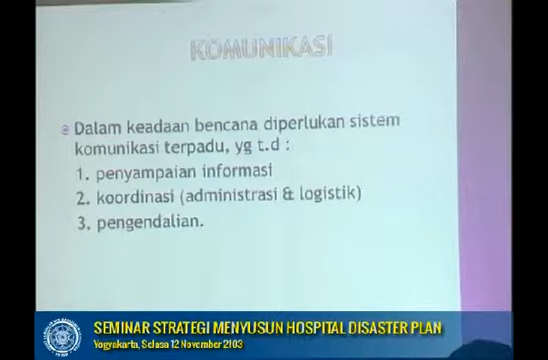 KOMUNIKASI
Dalam keadaan bencana diperlukan sistem
komunikasi terpadu, yg t.d :
1. penyampaian informasi
2. koordinasi (administrasi & logistik)
3. pengendalian.
SEMINAR STRATEGI MENYUSUN HOSPITAL DISASTER PLAN
Yogyakarta, Selasa 12 November 2103